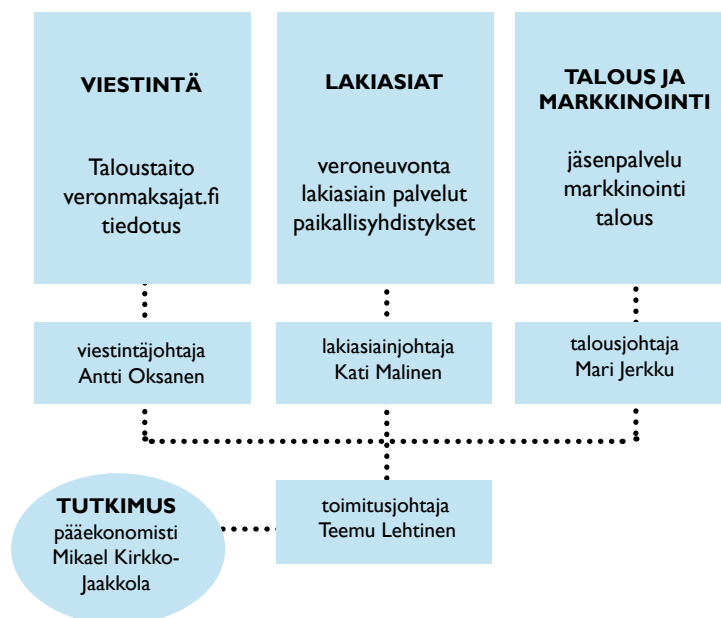 VIESTINTÄ
Taloustaito
veronmaksajat.fi
tiedotus
LAKIASIAT
veroneuvonta
lakiasiain palvelut
paikallisyhdistykset
TALOUS JA
MARKKINOINTI
jäsenpalvelu
markkinointi
talous
viestintäjohtaja
Antti Oksanen
lakiasiainjohtaja
Kati Malinen
talousjohtaja
Mari Jerkku
TUTKIMUS
pääekonomisti
Mikael Kirkko-
Jaakkola
toimitusjohtaja
Teemu Lehtinen